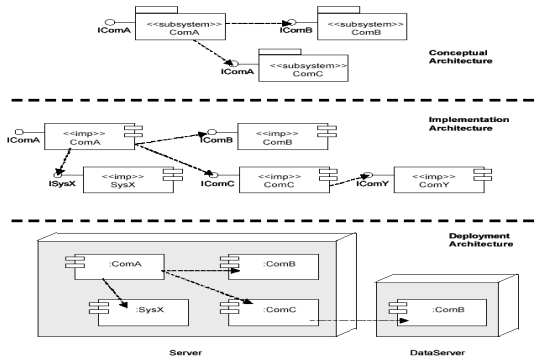 <<subsystem>>
ComA
<<subsystem>>
ComB
IComA
IComB
<<subsystem>>
ComC
IComA
Conceptual
Architecture
Implementation
Architecture
<<imp>>
ComA
<<imp>>
ComB
IComA
IComB
<<imp>>
SysX
<<imp>>
ComC
<<imp>>
ComY
ISysX
IComC
IComY
Deployment
Architecture
:ComA
:ComB
:SysX
:ComC
:ComB
Server
DataServer